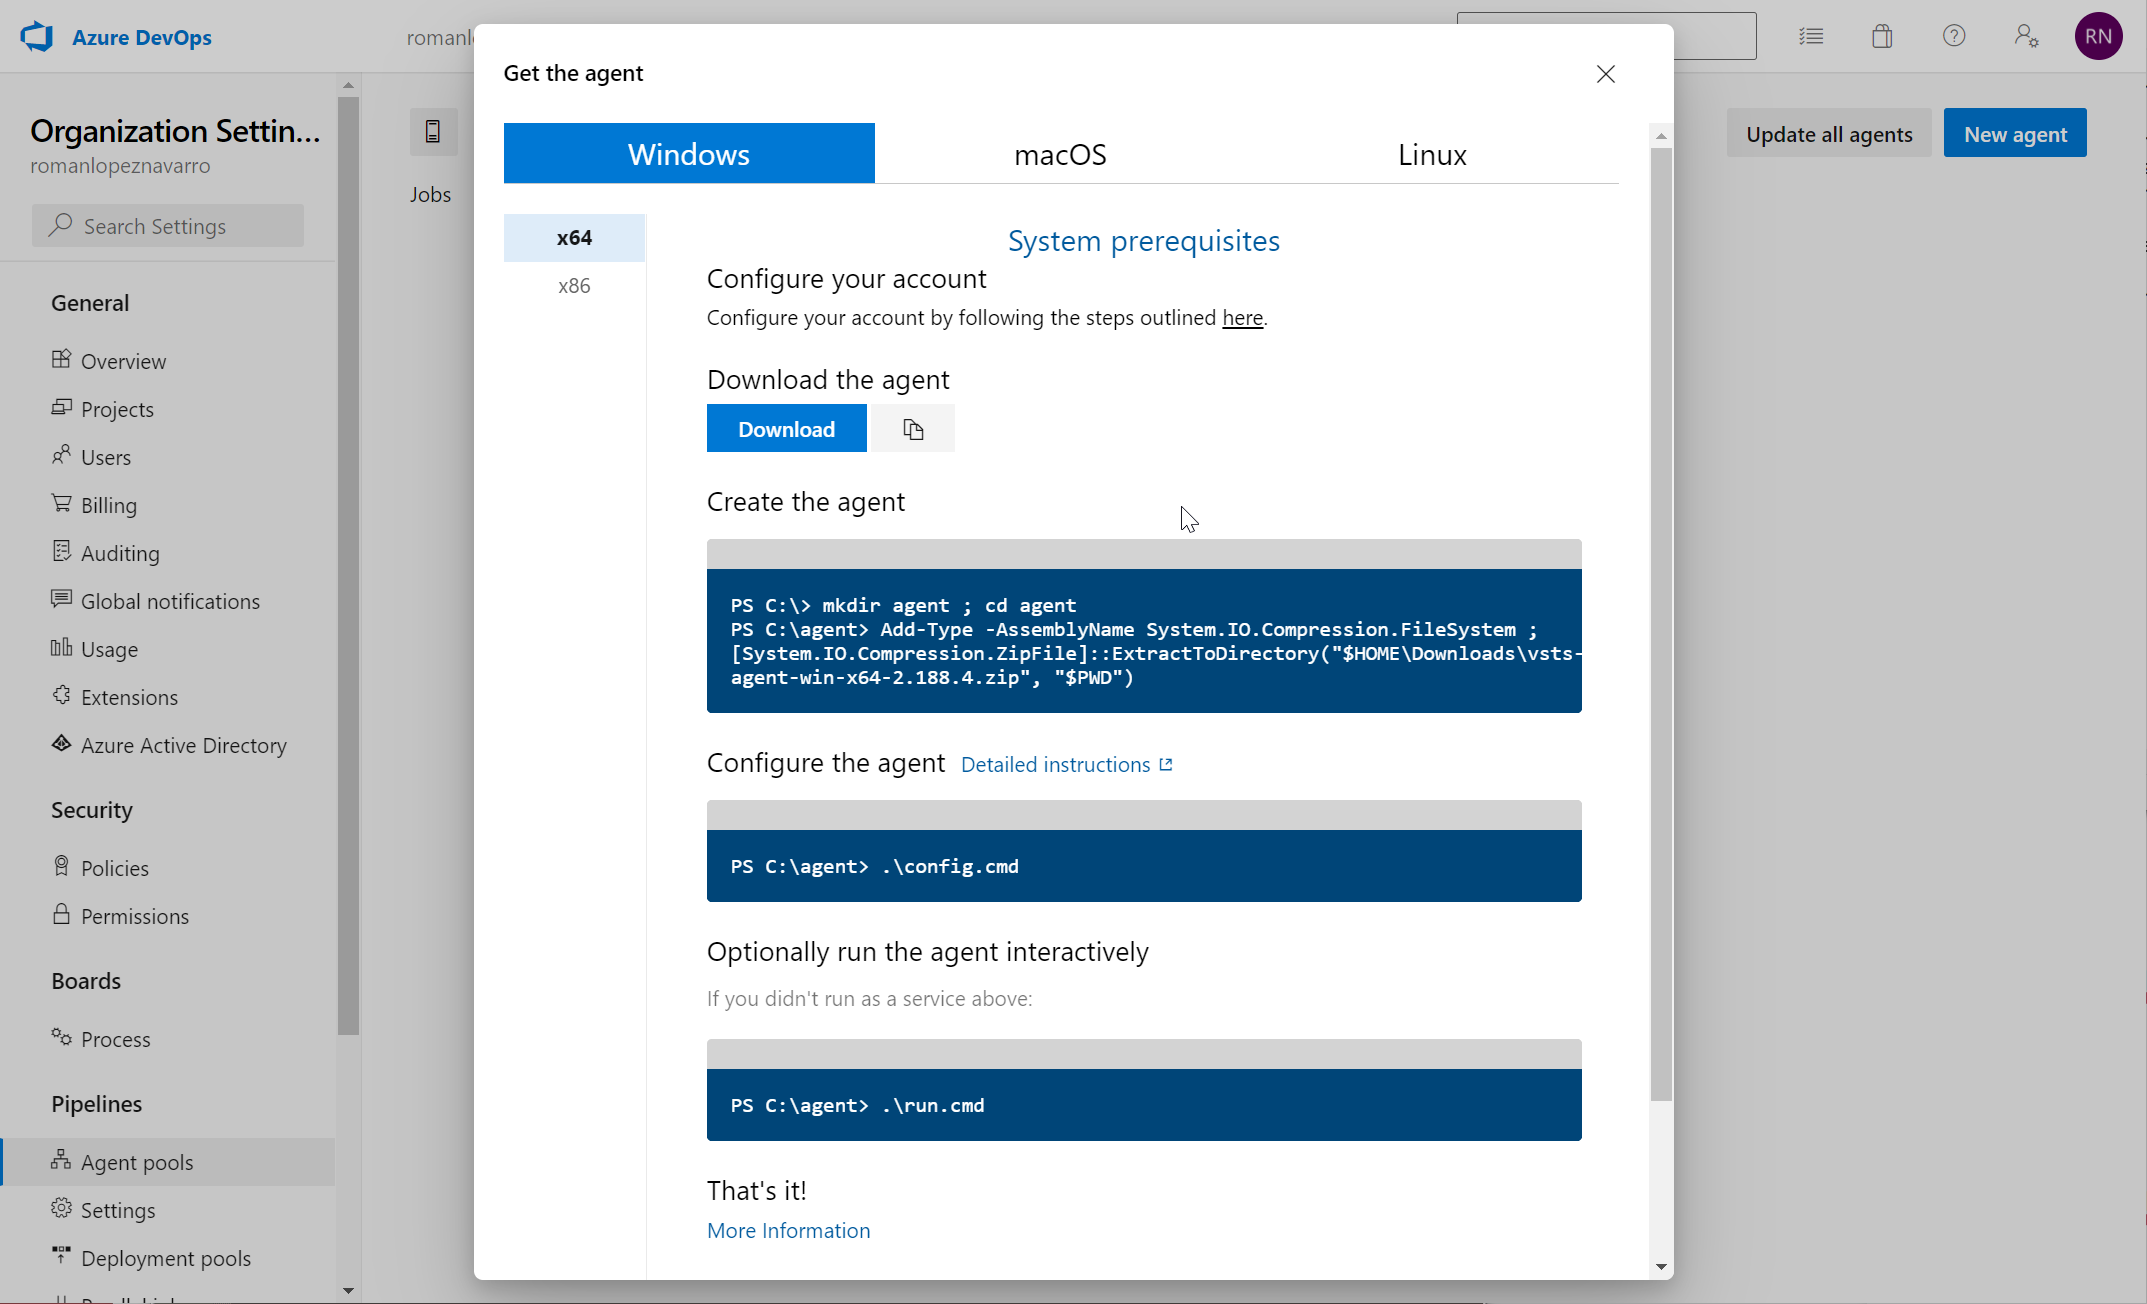 Azure DevOps
romanl
RN
Organization Settin...
romanlopeznavarro
Search Settings
General
Overview
Projects
Users
Billing
Auditing
Global notifications
Usage
Extensions
Azure Active Directory
Security
Policies
Permissions
Boards
Process
Pipelines
Agent pools
Settings
Deployment pools
Jobs
Update all agents
New agent
Get the agent
Windows
macOS
Linux
x64
x86
System prerequisites
Configure your account
Configure your account by following the steps outlined here.
Download the agent
Download
Create the agent
PS C:\> mkdir agent ; cd agent
PS C:\agent> Add-Type -AssemblyName System.IO.Compression.FileSystem ;
[System.IO.Compression.ZipFile]::ExtractToDirectory("$HOME\Downloads\vsts-
agent-win-x64-2.188.4.zip", "$PWD")
Configure the agent Detailed instructions
PS C:\agent> .\config.cmd
Optionally run the agent interactively
If you didn't run as a service above:
PS C:\agent> .\run.cmd
That's it!
More Information